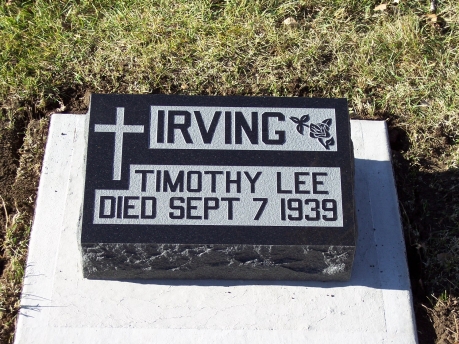 IRVING
TIMOTHY LEE
DIED SEPT 7 1939